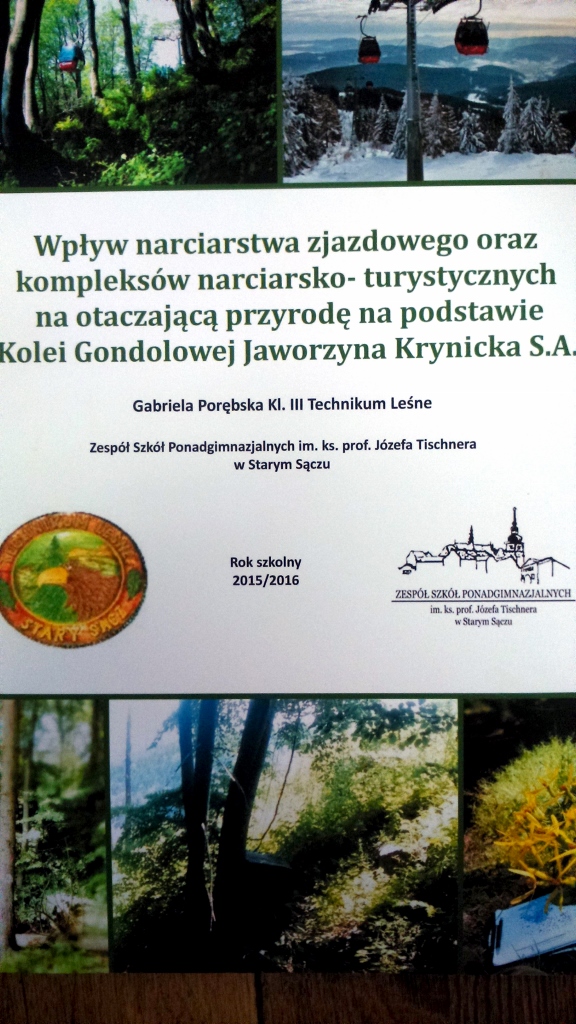 Wpływ narciarstwa zjazdowego oraz
kompleksów narciarsko- turystycznych
na otaczającą przyrodę na podstawie
Kolei Gondolowej Jaworzyna Krynicka S.A.
Gabriela Porębska Kl. III Technikum Leśne
Zespół Szkół Ponadgimnazjalnych im. ks. prof. Józefa Tischnera
w Starym Sączu
Rok szkolny
2015/2016
STARY SĄCZ
ZESPÓŁ SZKÓŁ PONADGIMNAZJALNYCH
im. ks. prof. Józefa Tischnera
w Starym Sączu